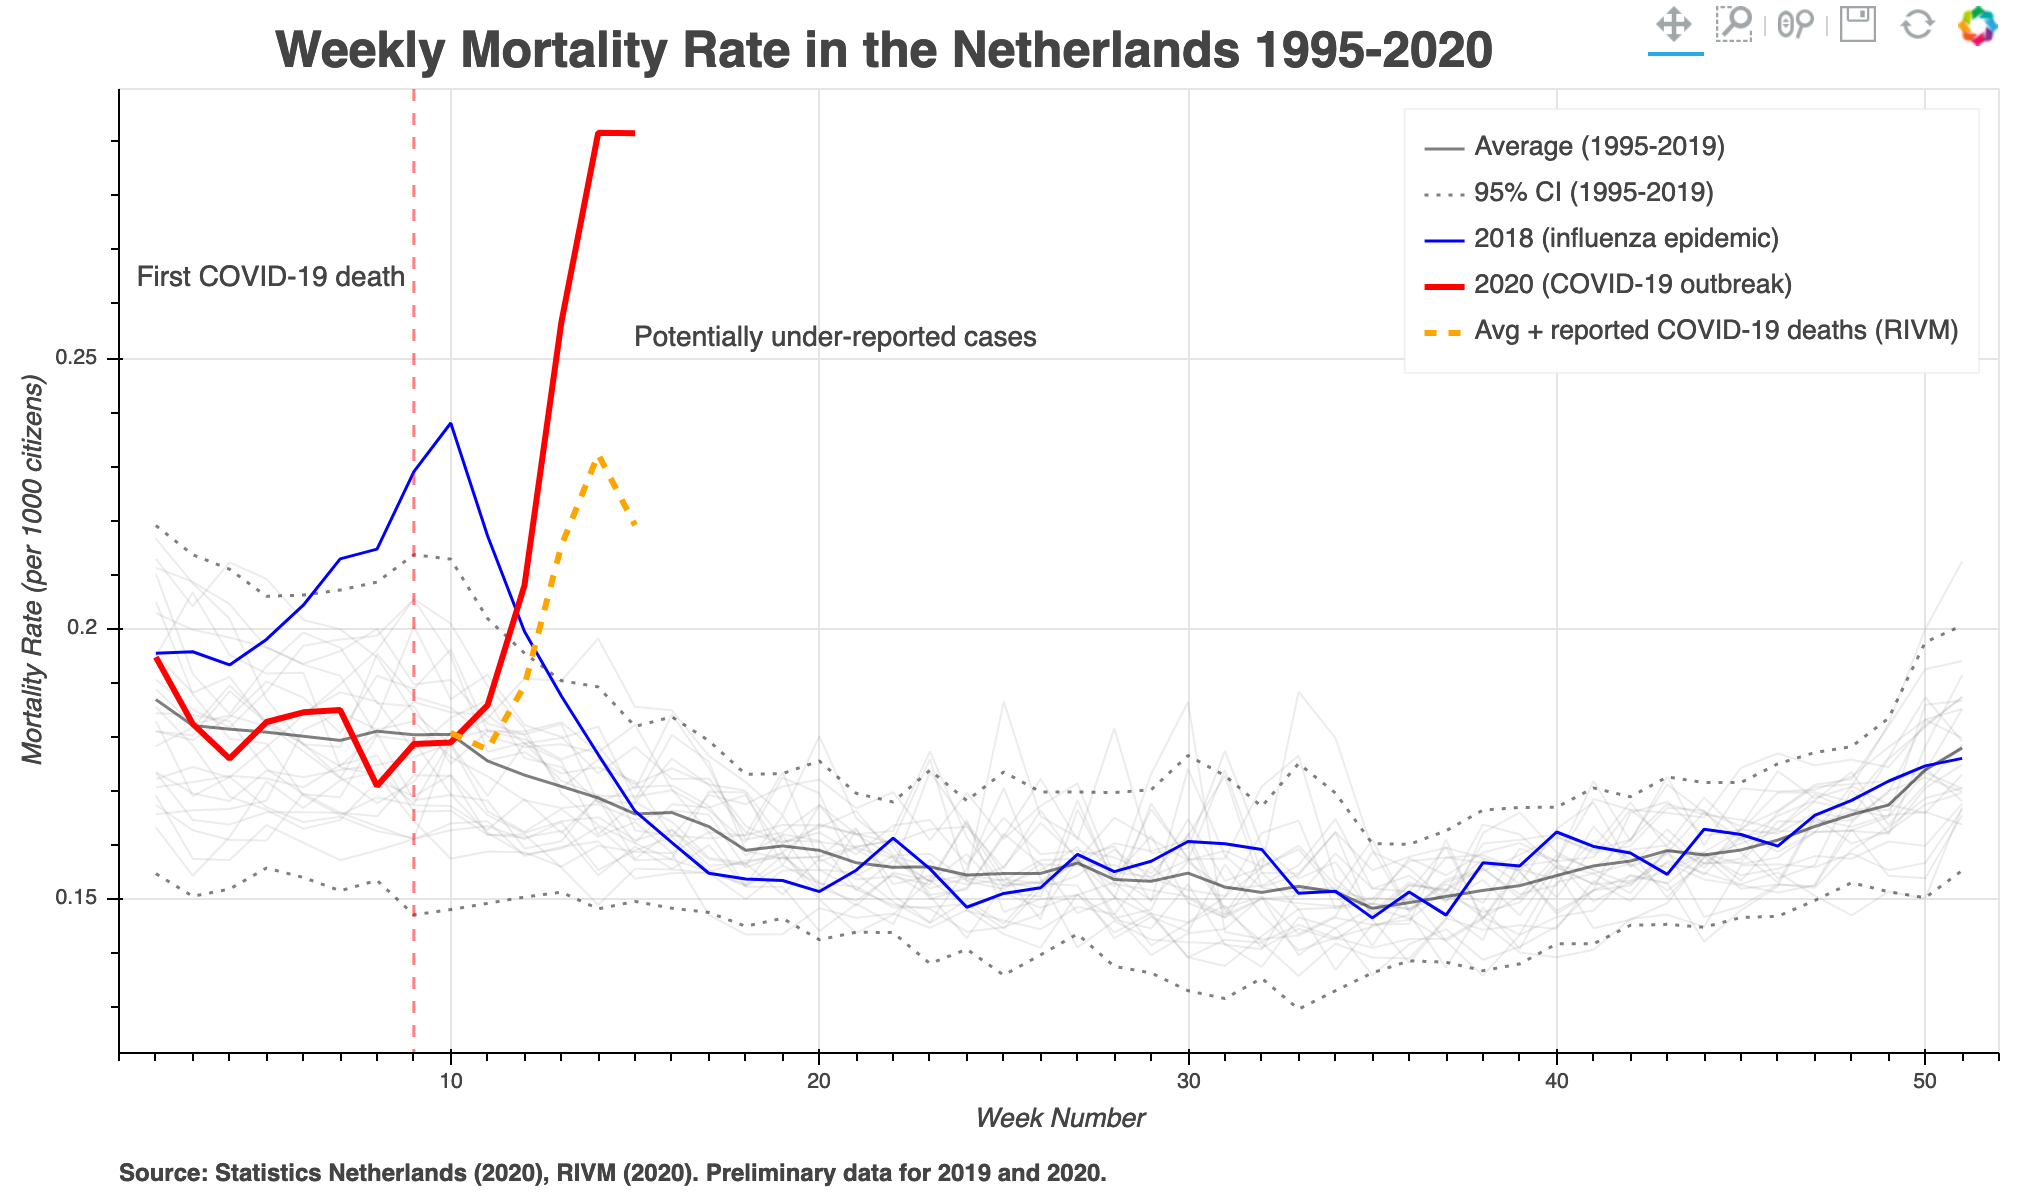 Weekly Mortality Rate in the Netherlands 1995-2020
Average (1995-2019)
95% CI (1995-2019)
2018 (influenza epidemic)
2020 (COVID-19 outbreak)
Avg + reported COVID-19 deaths (RIVM)
First COVID-19 death
Potentially under-reported cases
Mortality Rate (per 1000 citizens)
0.25
0.2
0.15
10
20
30
40
50
Week Number
Source: Statistics Netherlands (2020), RIVM (2020). Preliminary data for 2019 and 2020.